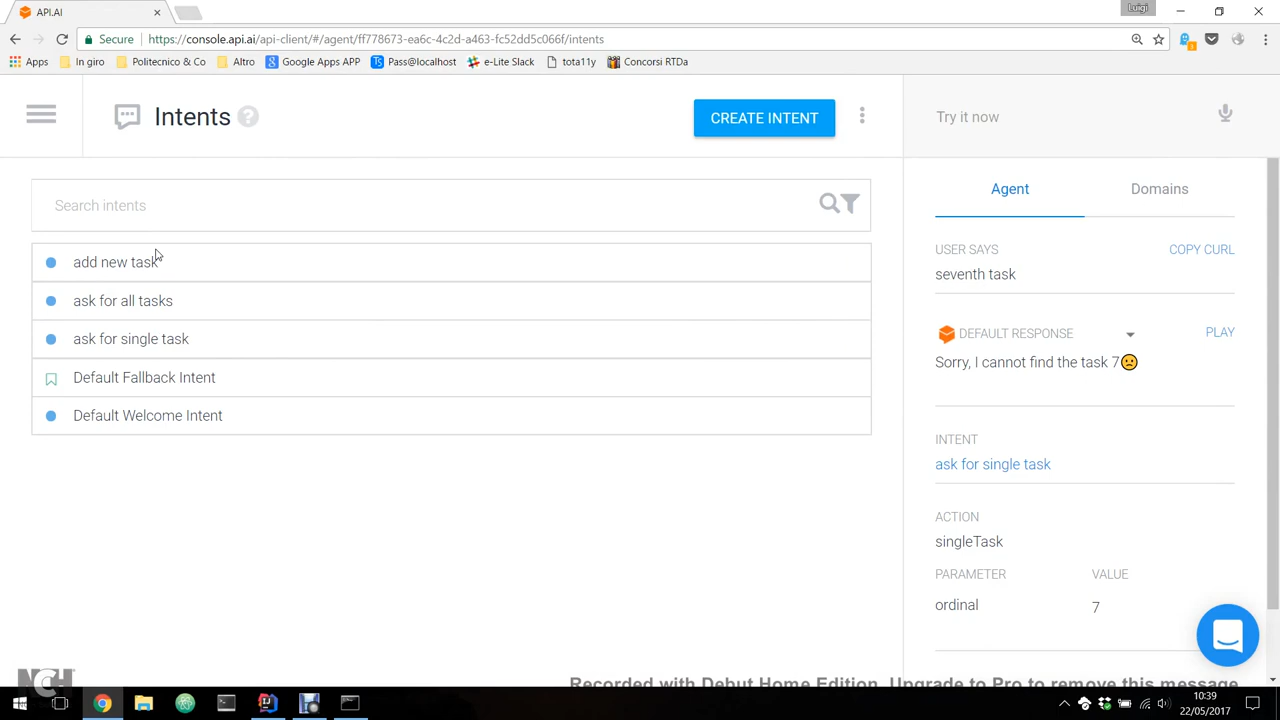 API.AI
Luigi
Secure
https://console.api.ai/api-client/#/agent/ff778673-ea6c-4c2d-a463-fc52dd5c066f/intents
3
Apps
In giro
Politecnico & Co
Altro
Google Apps APP
Pass@localhost
e-Lite Slack
tota11y
Concorsi RTDa
Intents
?
CREATE INTENT
Try it now
Search intents
Agent
Domains
add new task
ask for all tasks
ask for single task
Default Fallback Intent
Default Welcome Intent
USER SAYS
COPY CURL
seventh task
DEFAULT RESPONSE
PLAY
Sorry, I cannot find the task 7☹
INTENT
ask for single task
ACTION
singleTask
PARAMETER
VALUE
ordinal
7
NCH
Recorded with Debut Home Edition. Upgrade to Pro to remove this message
10:39
22/05/2017